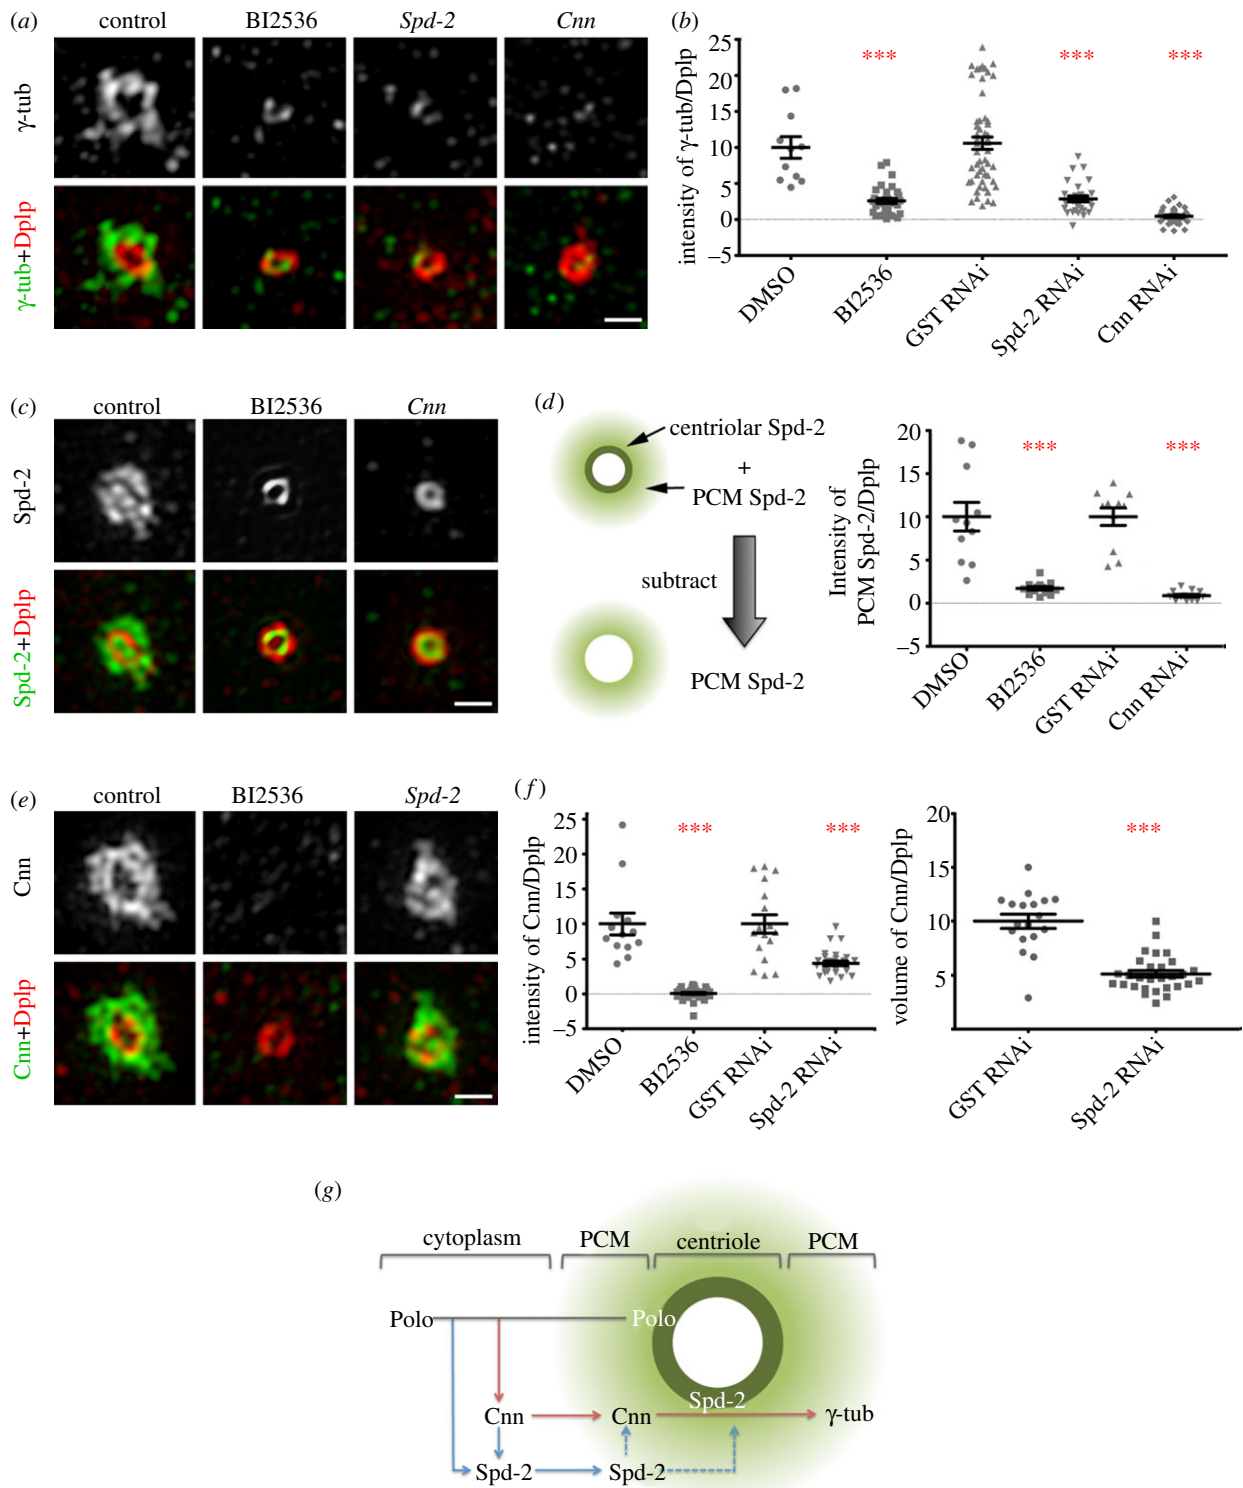 (a)
control BI2536 Spd-2 Cnn
γ-tub
γ-tub+Dplp
(b)
intensity of γ-tub/Dplp
25
20
15
10
5
0
–5
***
***
***
DMSO
BI2536
GST RNAi
Spd-2 RNAi
Cnn RNAi
(c)
control BI2536 Cnn
Spd-2
Spd-2+Dplp
(d)
centriolar Spd-2
+
PCM Spd-2
subtract
PCM Spd-2
Intensity of
PCM Spd-2/Dplp
20
15
10
5
0
–5
***
***
DMSO
BI2536
GST RNAi
Cnn RNAi
(e)
control BI2536 Spd-2
Cnn
Cnn+Dplp
(f)
intensity of Cnn/Dplp
25
20
15
10
5
0
–5
***
***
DMSO
BI2536
GST RNAi
Spd-2 RNAi
volume of Cnn/Dplp
20
15
10
5
***
GST RNAi
Spd-2 RNAi
(g)
cytoplasm PCM centriole PCM
Polo Polo
Spd-2
Cnn Cnn γ-tub
Spd-2 Spd-2